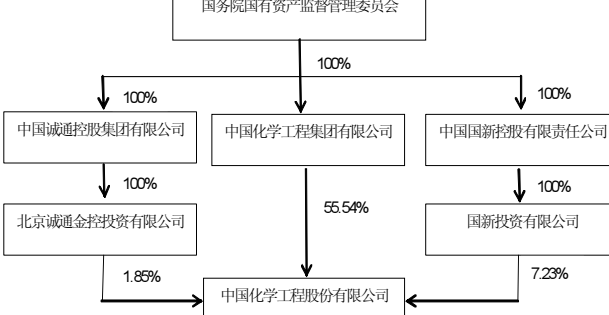 国务院国有资产监督管理委员会
100%
100%
100%
中国诚通控股集团有限公司
中国化学工程集团有限公司
中国国新控股有限责任公司
100%
100%
55.54%
北京诚通金控投资有限公司
国新投资有限公司
1.85%
7.23%
中国化学工程股份有限公司